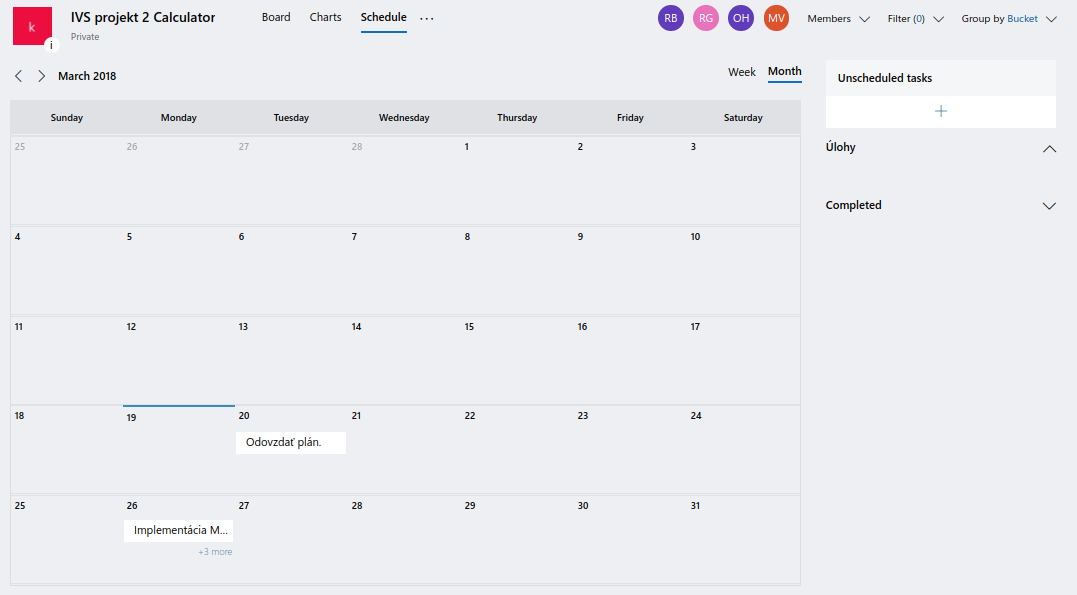 k
i
IVS projekt 2 Calculator
Private
Board Charts Schedule ...
RB RG OH MV
Members Filter (0) Group by Bucket
March 2018
Week Month
Sunday Monday Tuesday Wednesday Thursday Friday Saturday
25 26 27 28 1 2 3
4 5 6 7 8 9 10
11 12 13 14 15 16 17
18 19 20 21 22 23 24
Odovzdať plán.
25 26 27 28 29 30 31
Implementácia M...
+3 more
Unscheduled tasks
+
Úlohy
Completed